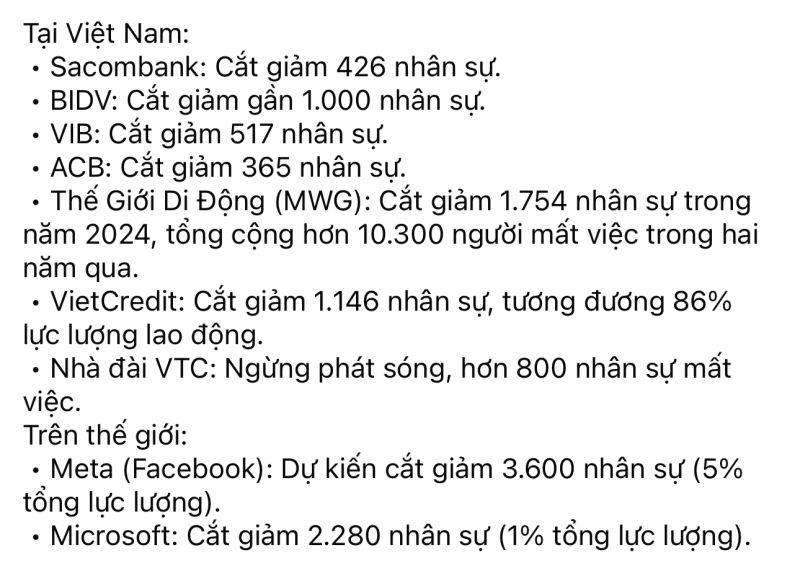 Tại Việt Nam:
• Sacombank: Cắt giảm 426 nhân sự.
• BIDV: Cắt giảm gần 1.000 nhân sự.
• VIB: Cắt giảm 517 nhân sự.
• ACB: Cắt giảm 365 nhân sự.
• Thế Giới Di Động (MWG): Cắt giảm 1.754 nhân sự trong
năm 2024, tổng cộng hơn 10.300 người mất việc trong hai
năm qua.
• VietCredit: Cắt giảm 1.146 nhân sự, tương đương 86%
lực lượng lao động.
• Nhà đài VTC: Ngừng phát sóng, hơn 800 nhân sự mất
việc.
Trên thế giới:
• Meta (Facebook): Dự kiến cắt giảm 3.600 nhân sự (5%
tổng lực lượng).
• Microsoft: Cắt giảm 2.280 nhân sự (1% tổng lực lượng).